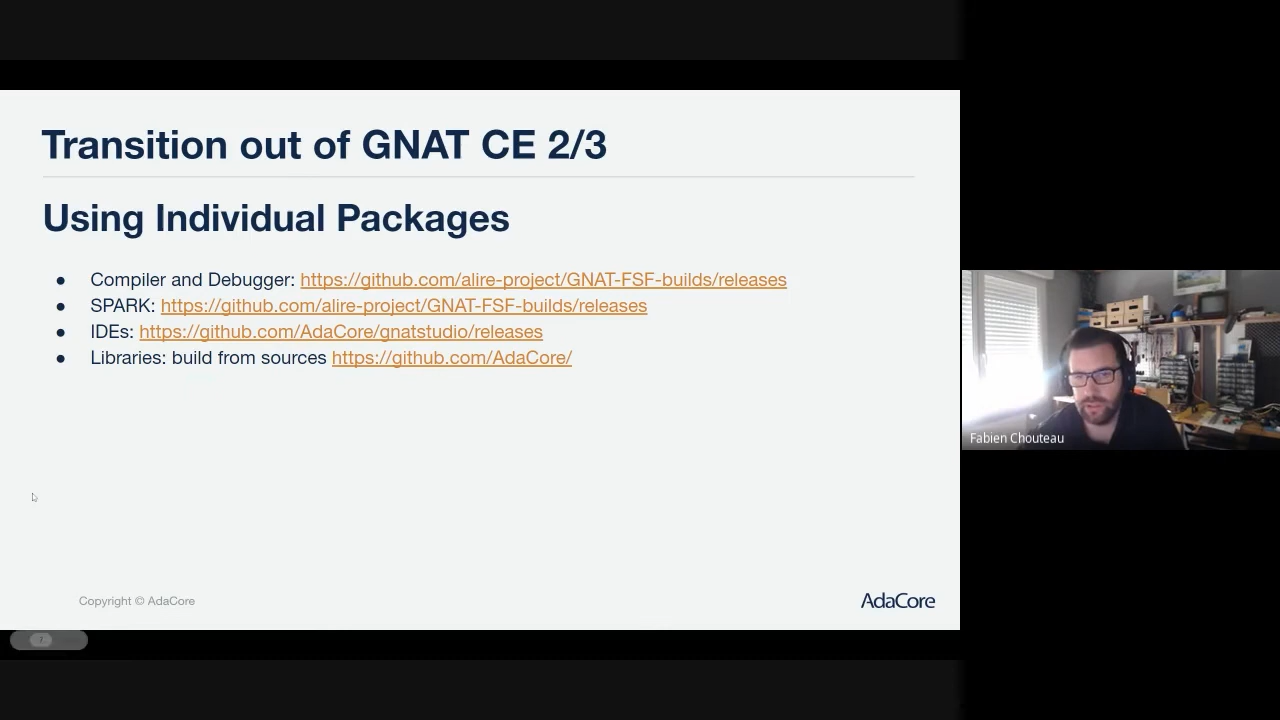 Transition out of GNAT CE 2/3
Using Individual Packages
● Compiler and Debugger: https://github.com/alire-project/GNAT-FSF-builds/releases
● SPARK: https://github.com/alire-project/GNAT-FSF-builds/releases
● IDEs: https://github.com/AdaCore/gnatstudio/releases
● Libraries: build from sources https://github.com/AdaCore/
Fabien Chouteau
Copyright © AdaCore
AdaCore